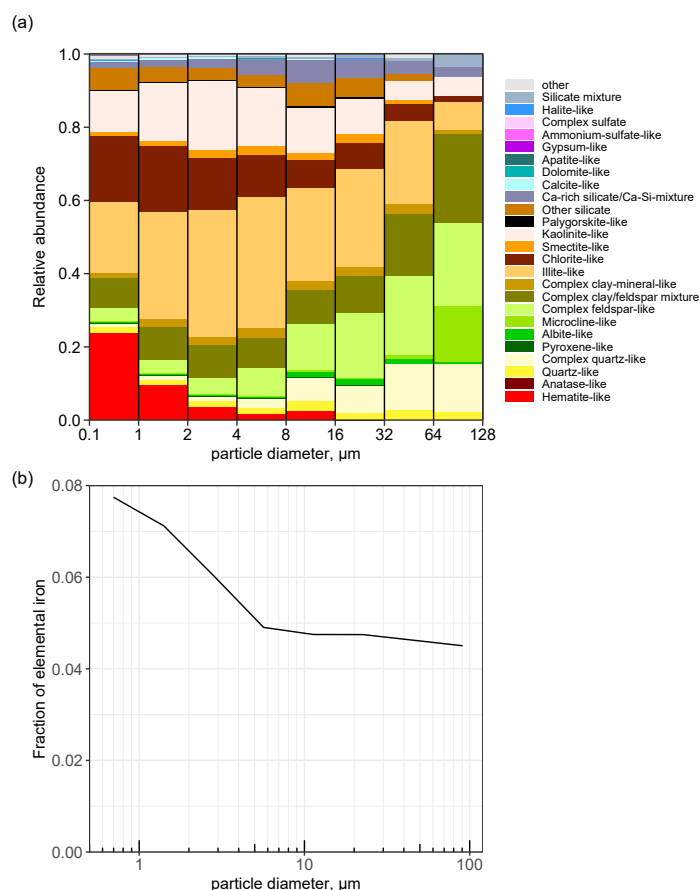 (a)
1.0
0.8
0.6
0.4
0.2
0.0
Relative abundance
0.1 1 2 4 8 16 32 64 128
particle diameter, µm
other
Silicate mixture
Halite-like
Complex sulfate
Ammonium-sulfate-like
Gypsum-like
Apatite-like
Dolomite-like
Calcite-like
Ca-rich silicate/Ca-Si-mixture
Other silicate
Palygorskite-like
Kaolinite-like
Smectite-like
Chlorite-like
Illite-like
Complex clay-mineral-like
Complex clay/feldspar mixture
Complex feldspar-like
Microcline-like
Albite-like
Pyroxene-like
Complex quartz-like
Quartz-like
Anatase-like
Hematite-like
(b)
0.08
0.06
0.04
0.02
0.00
Fraction of elemental iron
1 10 100
particle diameter, µm